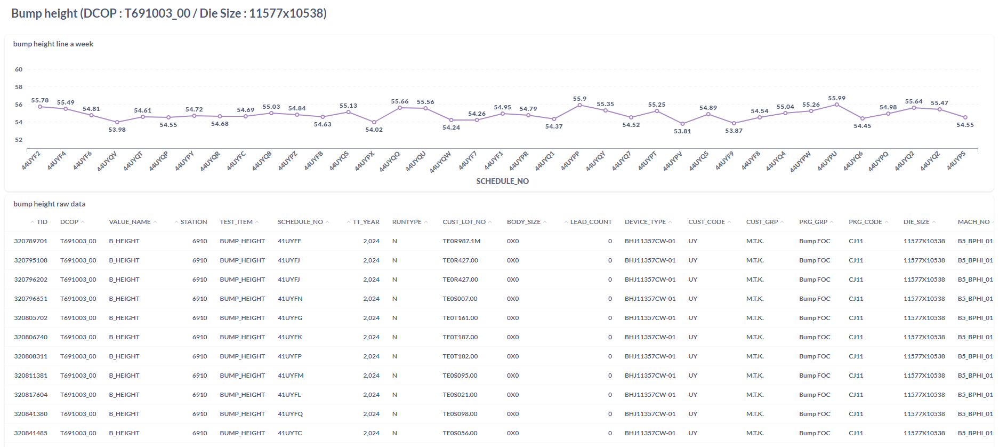 Bump height (DCOP : T691003_00 / Die Size : 11577x10538)
bump height line a week
60
58
56
54
52
55.78 55.49 54.81 53.98 54.61 54.55 54.72 54.68 54.69 55.03 54.84 54.63 55.13 54.02 55.66 55.56 54.24 54.26 54.95 54.79 54.37 55.9 55.35 54.52 55.25 53.81 54.89 53.87 54.54 55.04 55.26 55.99 54.45 54.98 55.64 55.47 54.55
44UYF2 44UYF4 44UYF6 44UYQV 44UYQT 44UYQP 44UYPY 44UYQR 44UYFC 44UYQ8 44UYPZ 44UYFB 44UYQS 44UYPX 44UYQQ 44UYQU 44UYQW 44UYF7 44UYF1 44UYPR 44UYQ1 44UYPP 44UYQY 44UYQ7 44UYPT 44UYPV 44UYQ5 44UYF9 44UYF8 44UYQ4 44UYPW 44UYPU 44UYQ6 44UYPQ 44UYQ2 44UYQZ 44UYPS
SCHEDULE_NO
bump height raw data
TID DCOP VALUE_NAME STATION TEST_ITEM SCHEDULE_NO TT_YEAR RUNTYPE CUST_LOT_NO BODY_SIZE LEAD_COUNT DEVICE_TYPE CUST_CODE CUST_GRP PKG_GRP PKG_CODE DIE_SIZE MACH_NO
320789701 T691003_00 B_HEIGHT 6910 BUMP_HEIGHT 41UYFF 2,024 N TE0R987.1M 0X0 0 BHJ11357CW-01 UY M.T.K. Bump FOC CJ11 11577X10538 B5_BPHI_01
320795108 T691003_00 B_HEIGHT 6910 BUMP_HEIGHT 41UYFJ 2,024 N TE0R427.00 0X0 0 BHJ11357CW-01 UY M.T.K. Bump FOC CJ11 11577X10538 B5_BPHI_01
320796202 T691003_00 B_HEIGHT 6910 BUMP_HEIGHT 41UYFJ 2,024 N TE0R427.00 0X0 0 BHJ11357CW-01 UY M.T.K. Bump FOC CJ11 11577X10538 B5_BPHI_01
320796651 T691003_00 B_HEIGHT 6910 BUMP_HEIGHT 41UYFN 2,024 N TE0S007.00 0X0 0 BHJ11357CW-01 UY M.T.K. Bump FOC CJ11 11577X10538 B5_BPHI_01
320805702 T691003_00 B_HEIGHT 6910 BUMP_HEIGHT 41UYFG 2,024 N TE0T161.00 0X0 0 BHJ11357CW-01 UY M.T.K. Bump FOC CJ11 11577X10538 B5_BPHI_01
320806740 T691003_00 B_HEIGHT 6910 BUMP_HEIGHT 41UYFK 2,024 N TE0T187.00 0X0 0 BHJ11357CW-01 UY M.T.K. Bump FOC CJ11 11577X10538 B5_BPHI_01
320808311 T691003_00 B_HEIGHT 6910 BUMP_HEIGHT 41UYFP 2,024 N TE0T182.00 0X0 0 BHJ11357CW-01 UY M.T.K. Bump FOC CJ11 11577X10538 B5_BPHI_01
320811381 T691003_00 B_HEIGHT 6910 BUMP_HEIGHT 41UYFM 2,024 N TE0S095.00 0X0 0 BHJ11357CW-01 UY M.T.K. Bump FOC CJ11 11577X10538 B5_BPHI_01
320817604 T691003_00 B_HEIGHT 6910 BUMP_HEIGHT 41UYFL 2,024 N TE0S021.00 0X0 0 BHJ11357CW-01 UY M.T.K. Bump FOC CJ11 11577X10538 B5_BPHI_01
320841380 T691003_00 B_HEIGHT 6910 BUMP_HEIGHT 41UYFQ 2,024 N TE0S098.00 0X0 0 BHJ11357CW-01 UY M.T.K. Bump FOC CJ11 11577X10538 B5_BPHI_01
320841485 T691003_00 B_HEIGHT 6910 BUMP_HEIGHT 41UYTC 2,024 N TE0S056.00 0X0 0 BHJ11357CW-01 UY M.T.K. Bump FOC CJ11 11577X10538 B5_BPHI_01